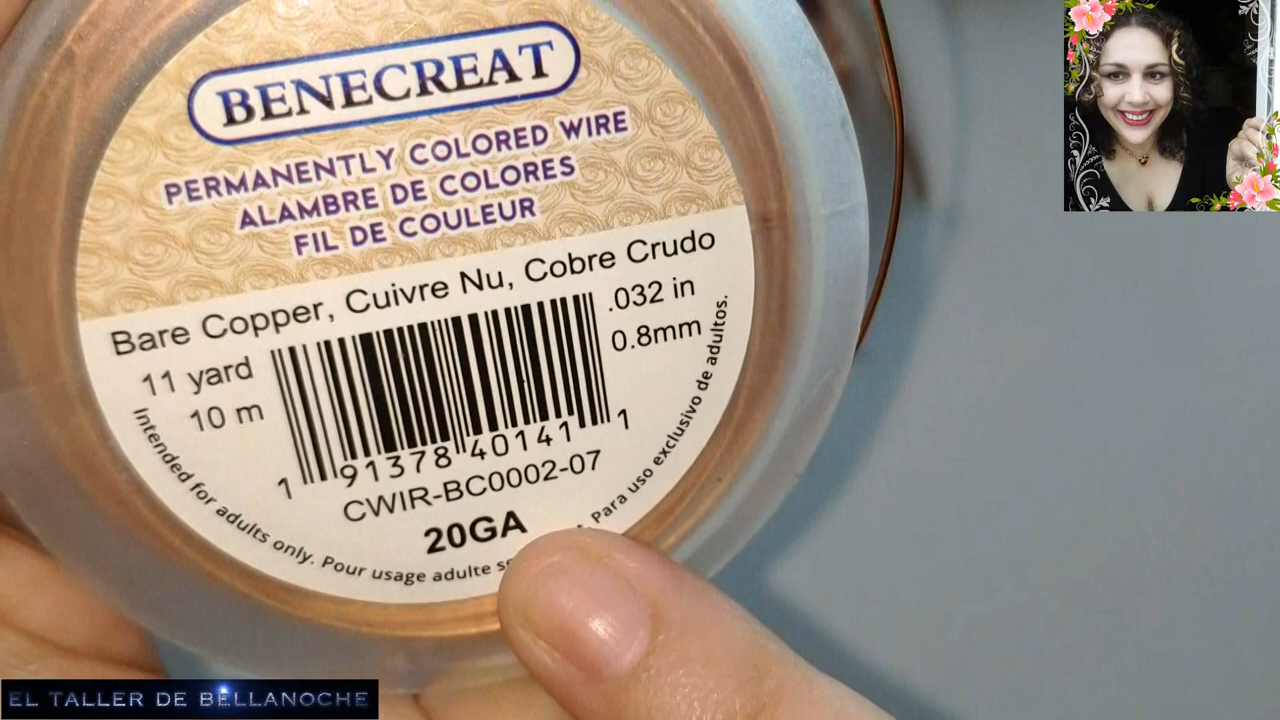 BENECREAT
PERMANENTLY COLORED WIRE
ALAMBRE DE COLORES
FIL DE COULEUR
Bare Copper, Cuivre Nu, Cobre Crudo
11 yard
10 m
.032 in
0.8mm
1 91378 40141 1
CWIR-BC0002-07
20GA
Intended for adults only. Pour usage adulte
Para uso exclusivo de adultos.
EL TALLER DE BELLANOCHE